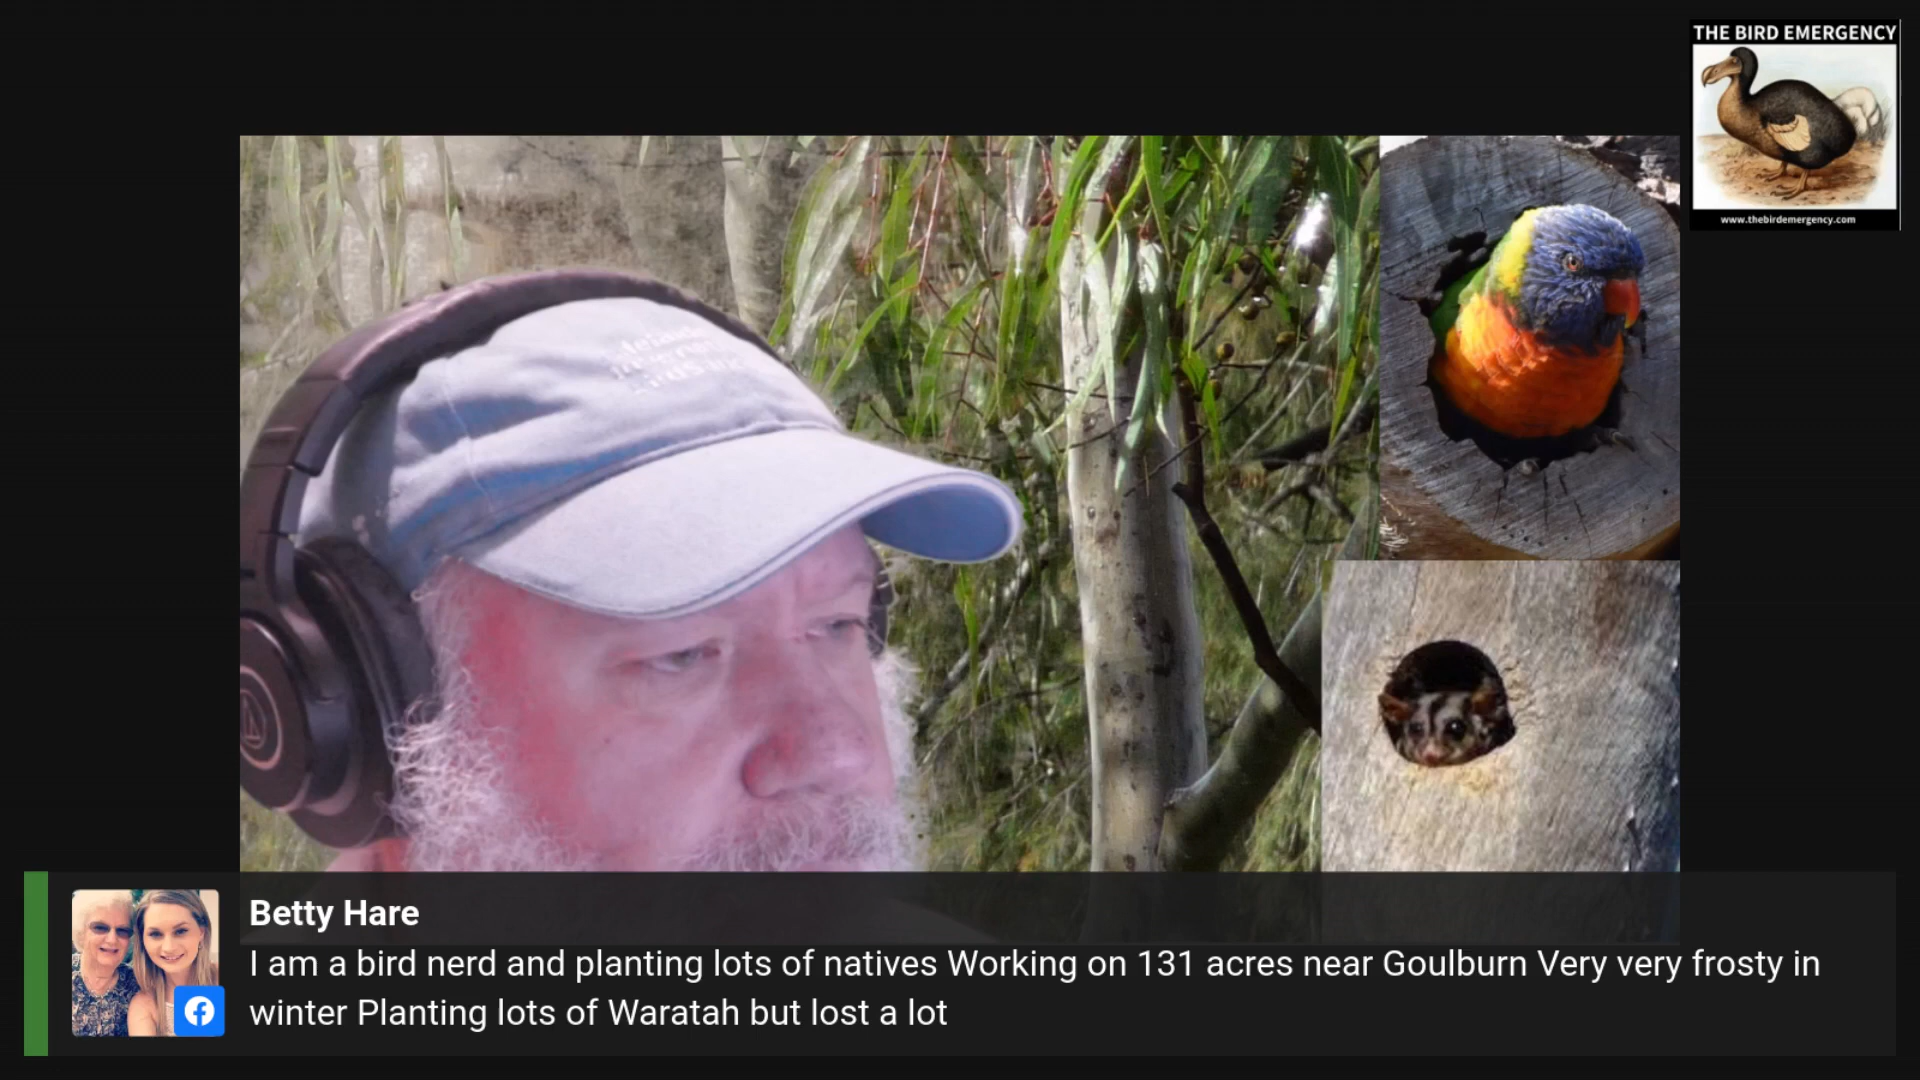 THE BIRD EMERGENCY
www.thebirdemergency.com
Betty Hare
I am a bird nerd and planting lots of natives Working on 131 acres near Goulburn Very very frosty in
winter Planting lots of Waratah but lost a lot